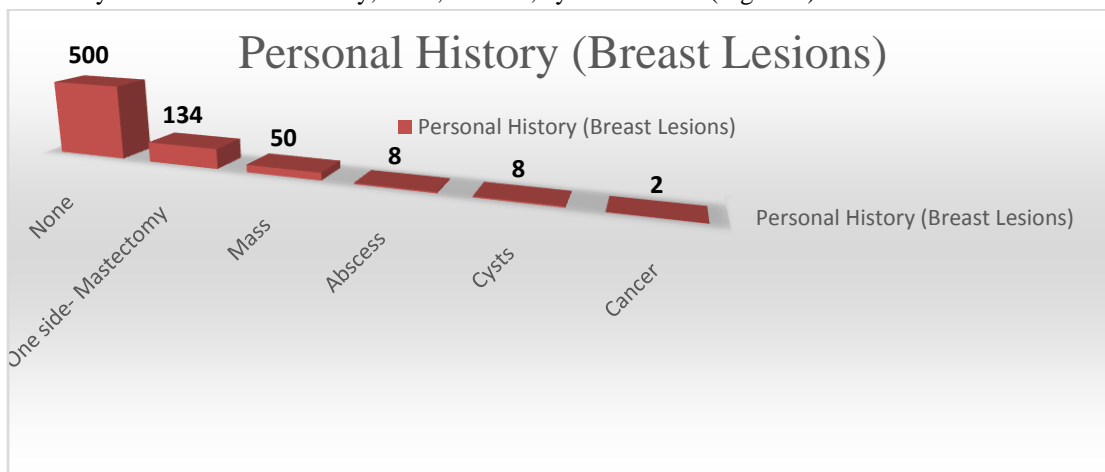 Personal History (Breast Lesions)
500
134
50
8
8
2
Personal History (Breast Lesions)
Personal History (Breast Lesions)
None
One side- Mastectomy
Mass
Abscess
Cysts
Cancer